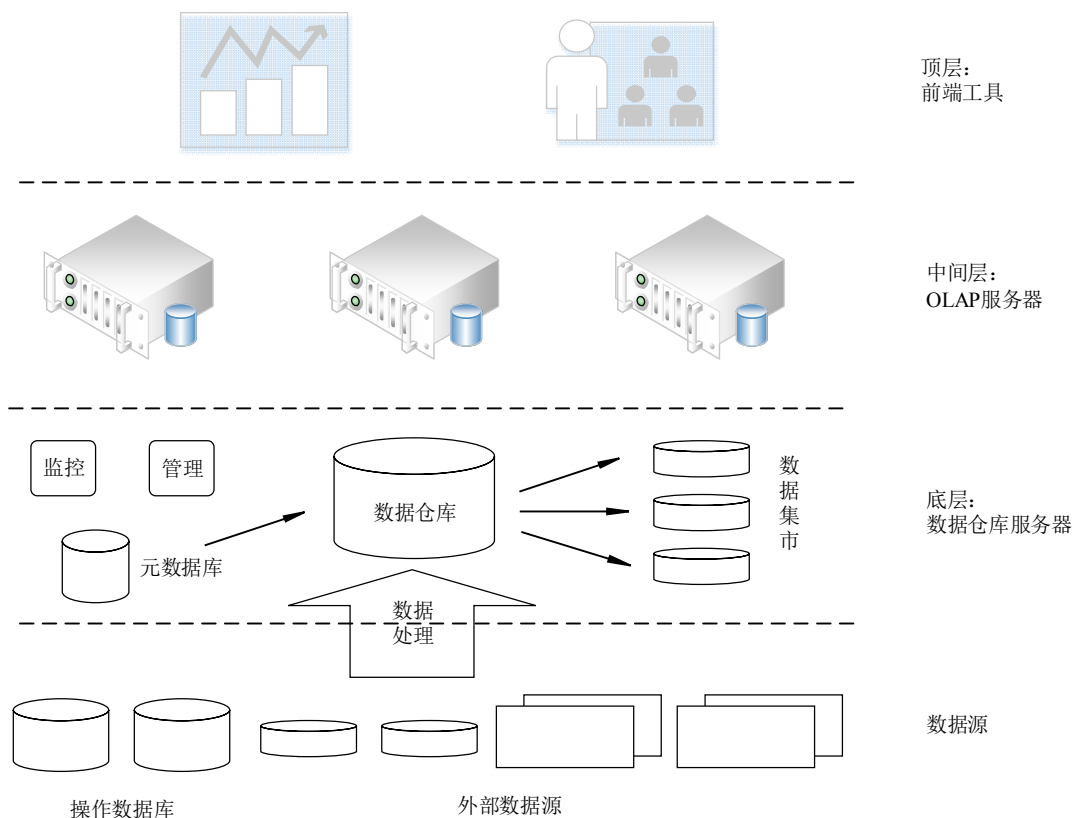 顶层：
前端工具
中间层：
OLAP服务器
监控
管理
数据仓库
数据集市
元数据库
底层：
数据仓库服务器
数据
处理
数据源
操作数据库
外部数据源